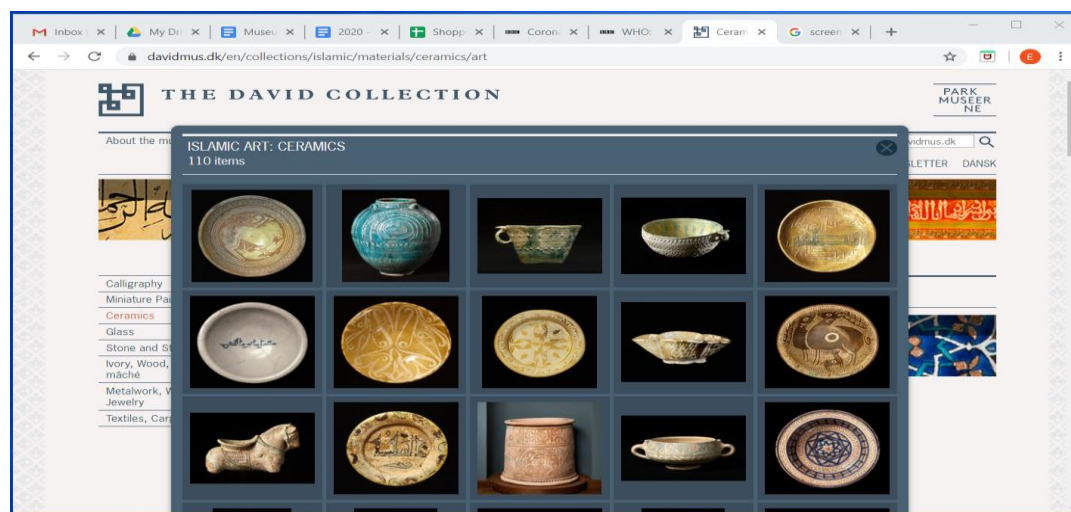 Inbox
My Dri
Museu
2020 -
Shopp
Coron
WHO:
Ceram
screen
davidmus.dk/en/collections/islamic/materials/ceramics/art
E
THE DAVID COLLECTION
PARK
MUSEER
NE
About the mu
vidmus.dk
SLETTER DANSK
ISLAMIC ART: CERAMICS
110 items
Calligraphy
Miniature Pai
Ceramics
Glass
Stone and St
Ivory, Wood,
mâché
Metalwork, W
Jewelry
Textiles, Carp